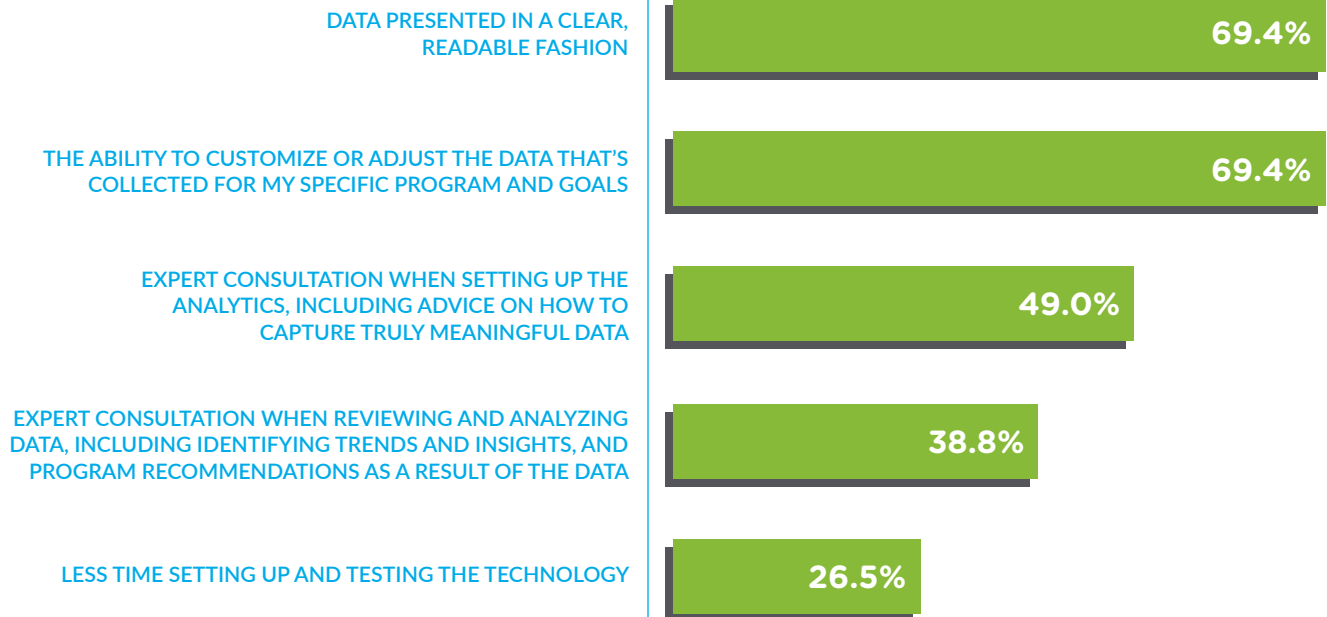 DATA PRESENTED IN A CLEAR,
READABLE FASHION
69.4%
THE ABILITY TO CUSTOMIZE OR ADJUST THE DATA THAT'S
COLLECTED FOR MY SPECIFIC PROGRAM AND GOALS
69.4%
EXPERT CONSULTATION WHEN SETTING UP THE
ANALYTICS, INCLUDING ADVICE ON HOW TO
CAPTURE TRULY MEANINGFUL DATA
49.0%
EXPERT CONSULTATION WHEN REVIEWING AND ANALYZING
DATA, INCLUDING IDENTIFYING TRENDS AND INSIGHTS, AND
PROGRAM RECOMMENDATIONS AS A RESULT OF THE DATA
38.8%
LESS TIME SETTING UP AND TESTING THE TECHNOLOGY
26.5%